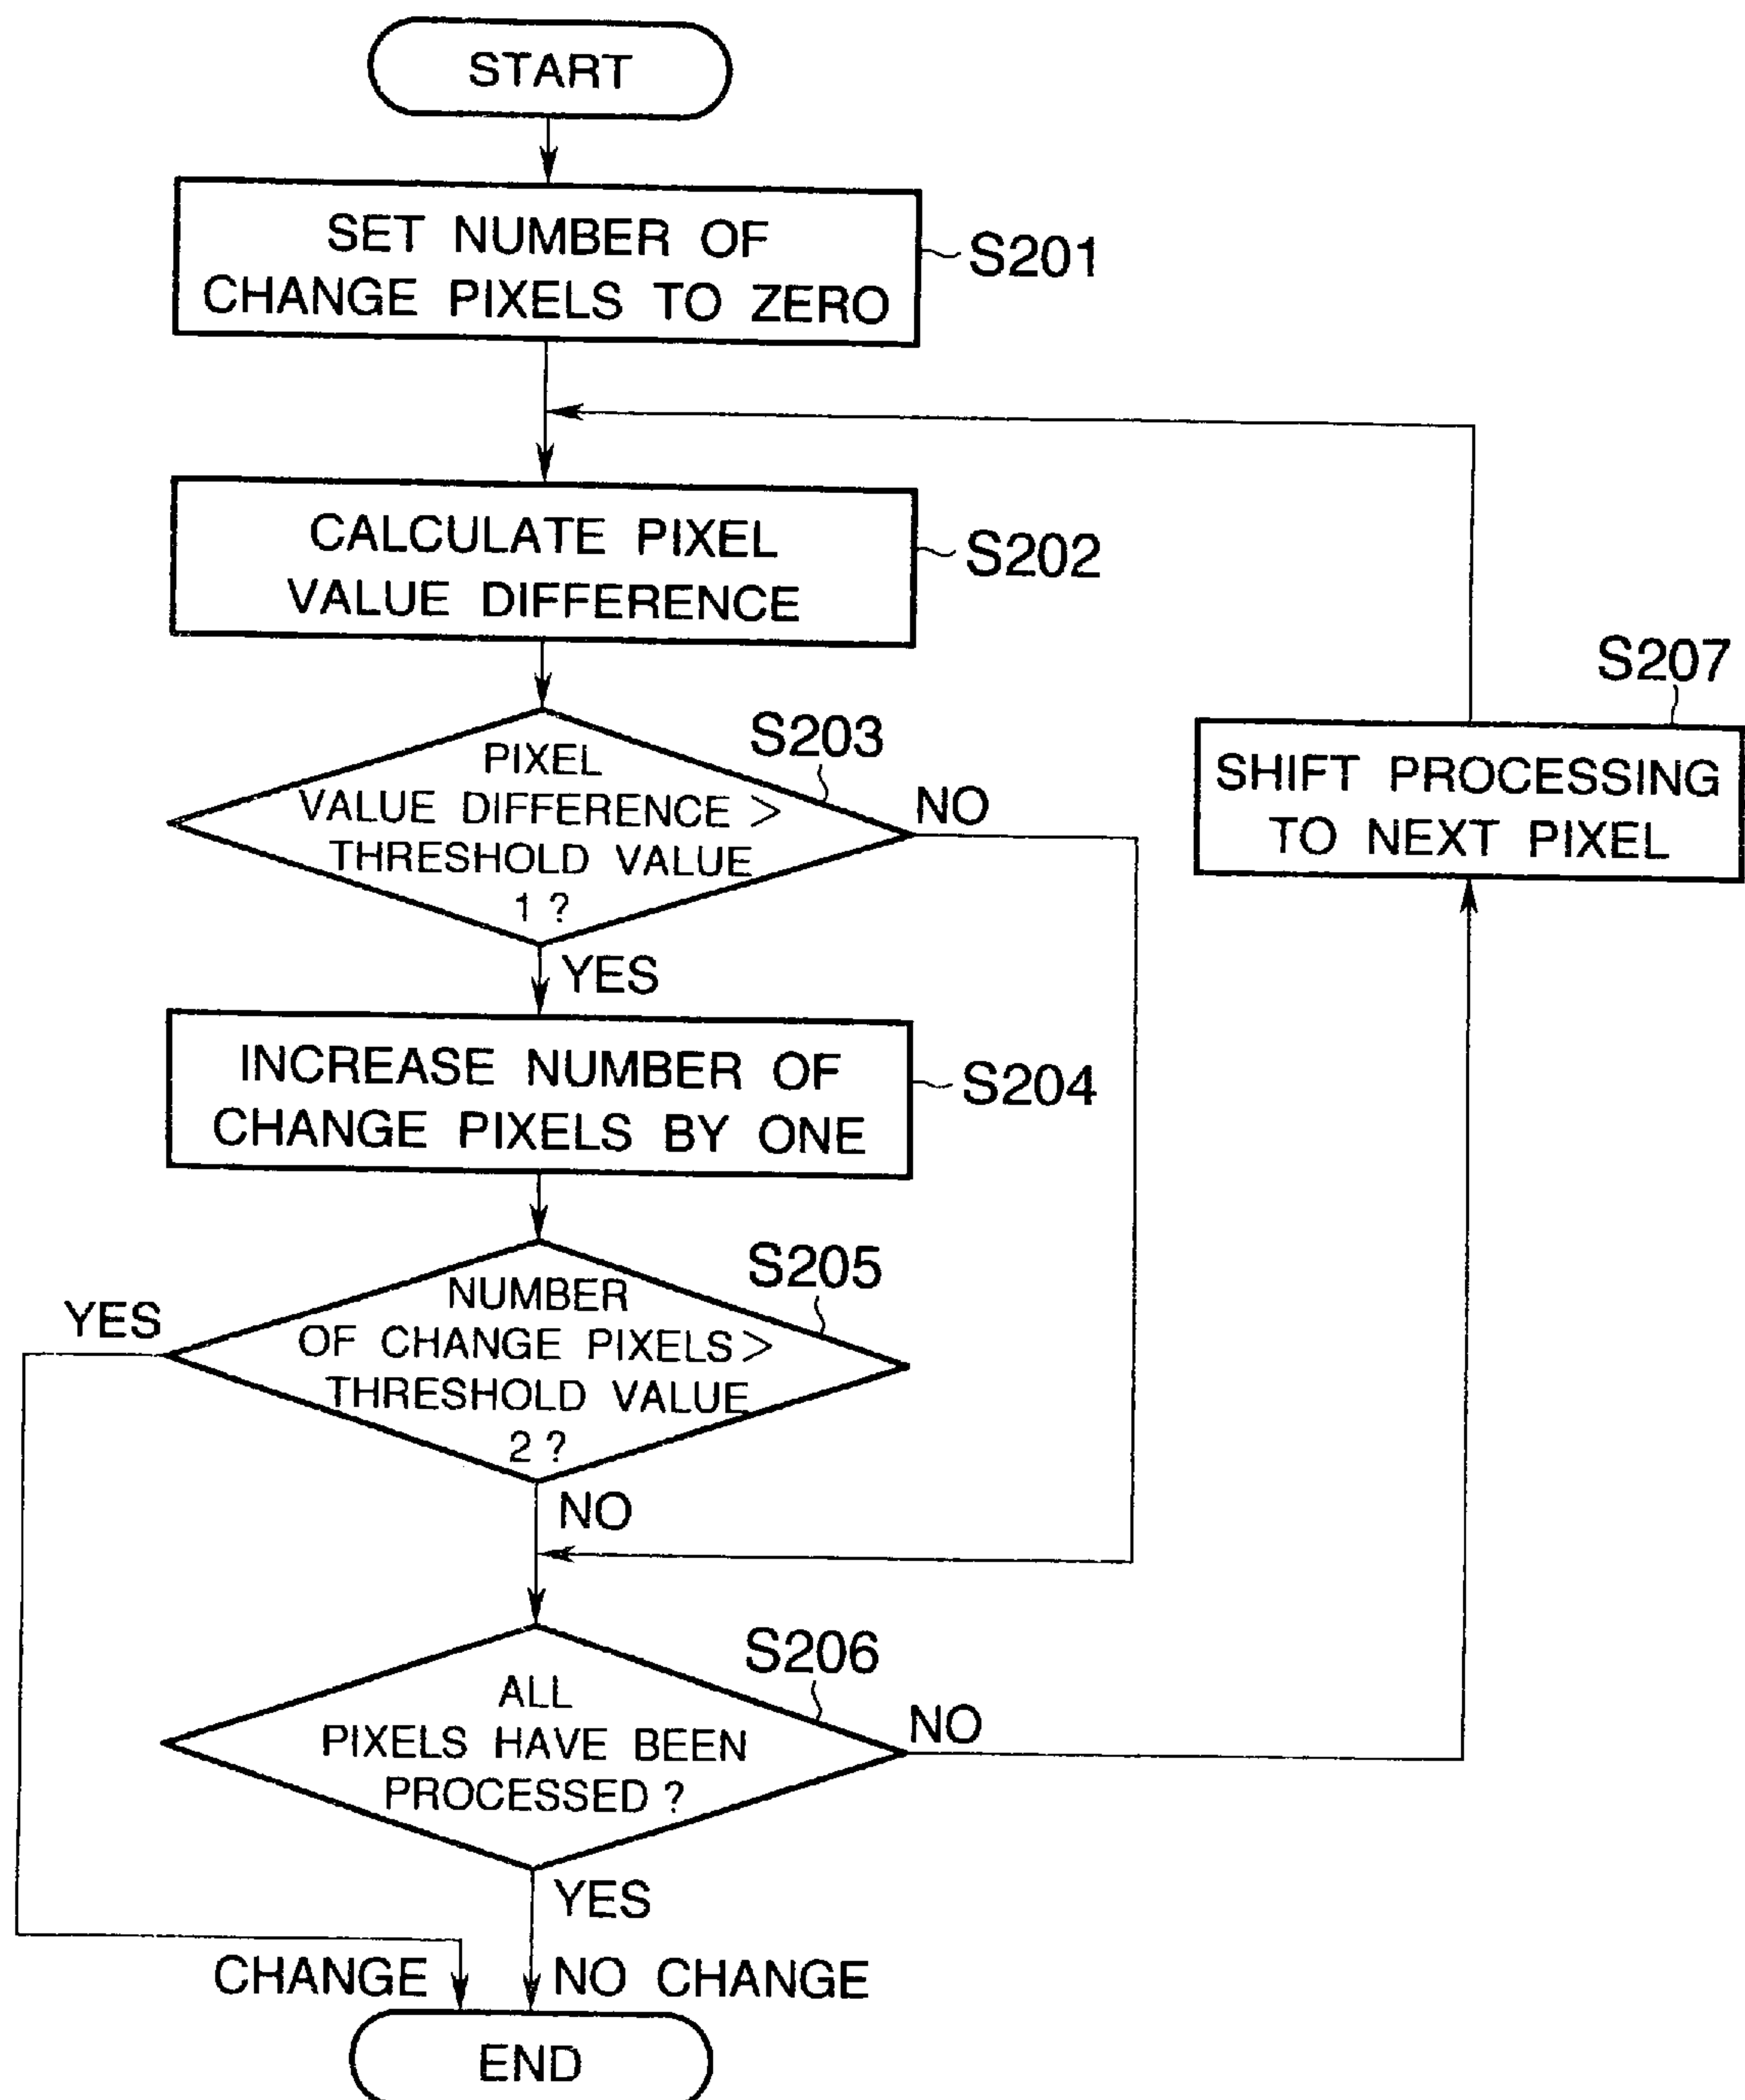 START
SET NUMBER OF
CHANGE PIXELS TO ZERO
S201
CALCULATE PIXEL
VALUE DIFFERENCE
S202
S203
PIXEL
VALUE DIFFERENCE >
THRESHOLD VALUE
1 ?
NO
YES
S207
SHIFT PROCESSING
TO NEXT PIXEL
INCREASE NUMBER OF
CHANGE PIXELS BY ONE
S204
S205
NUMBER
OF CHANGE PIXELS >
THRESHOLD VALUE
2 ?
YES
NO
S206
ALL
PIXELS HAVE BEEN
PROCESSED ?
NO
YES
CHANGE
NO CHANGE
END